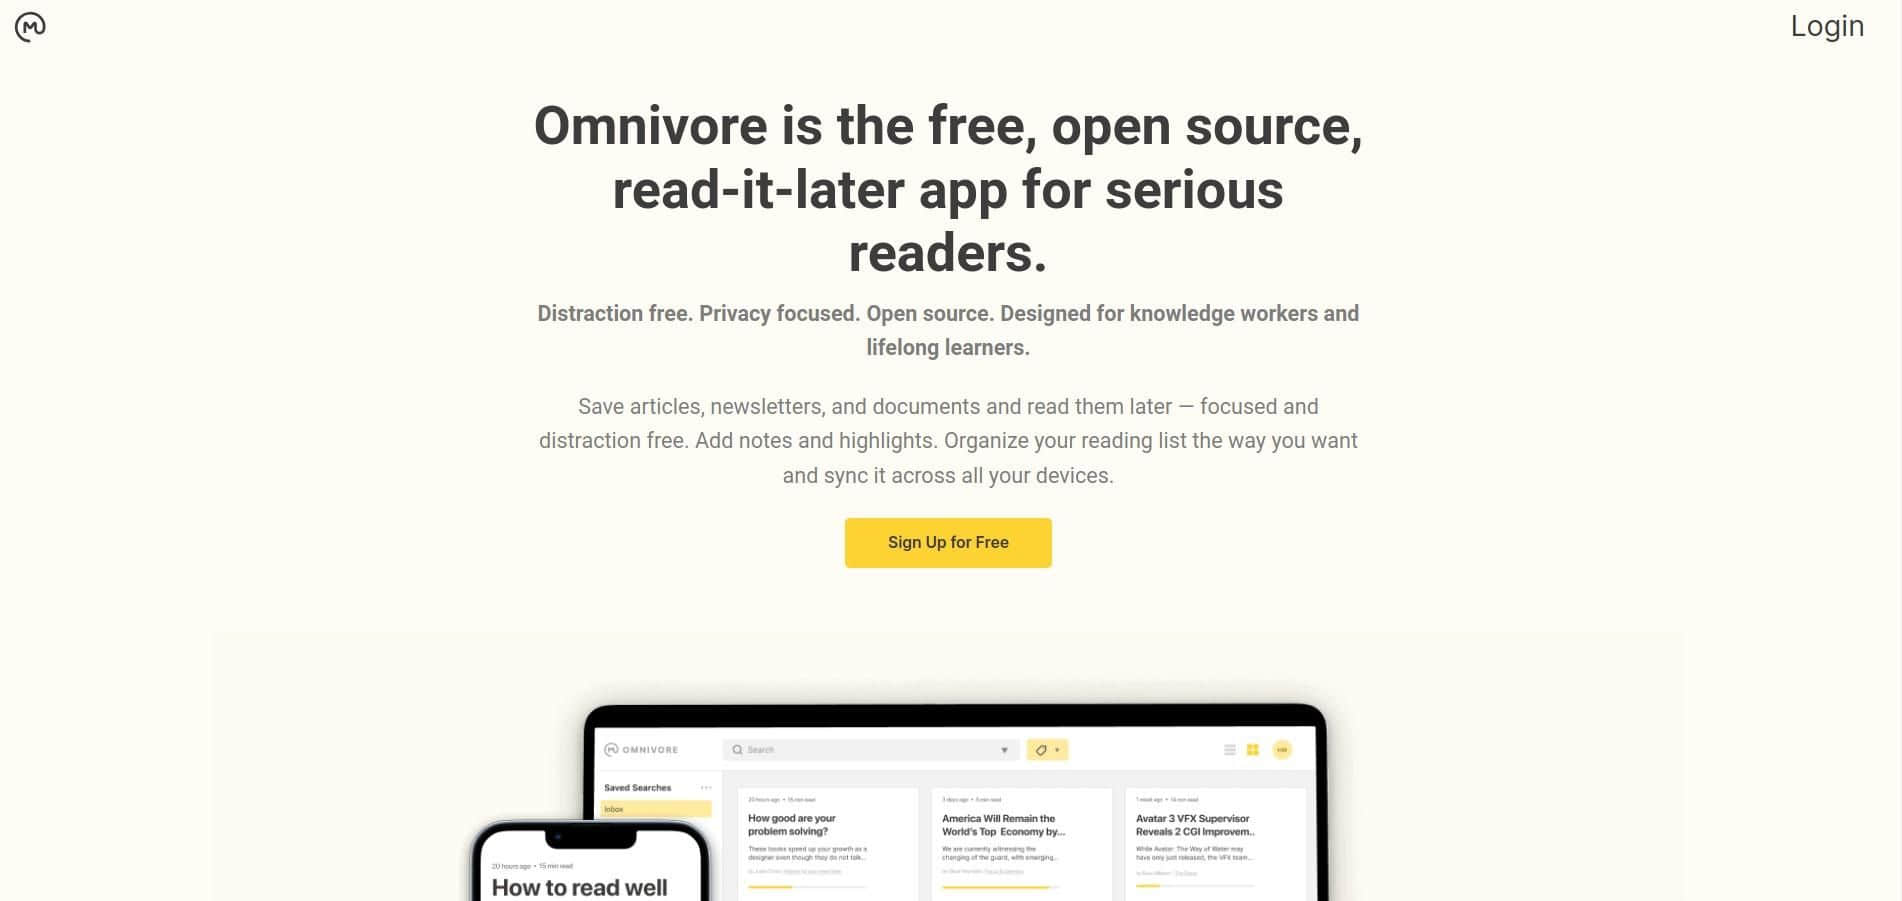 Login
Omnivore is the free, open source,
read-it-later app for serious
readers.
Distraction free. Privacy focused. Open source. Designed for knowledge workers and
lifelong learners.
Save articles, newsletters, and documents and read them later — focused and
distraction free. Add notes and highlights. Organize your reading list the way you want
and sync it across all your devices.
Sign Up for Free
OMNIVORE
Search
Saved Searches
Inbox
20 hours ago • 15 min read
How good are your
problem solving?
These books speed up your growth as a
designer even though they do not talk...
3 days ago • 5 min read
America Will Remain the
World's Top Economy by...
We are currently witnessing the
changing of the guard, with emerging...
1 week ago • 14 min read
Avatar 3 VFX Supervisor
Reveals 2 CGI Improvem..
While Avatar: The Way of Water may
have only just released, the VFX team...
20 hours ago • 15 min read
How to read well